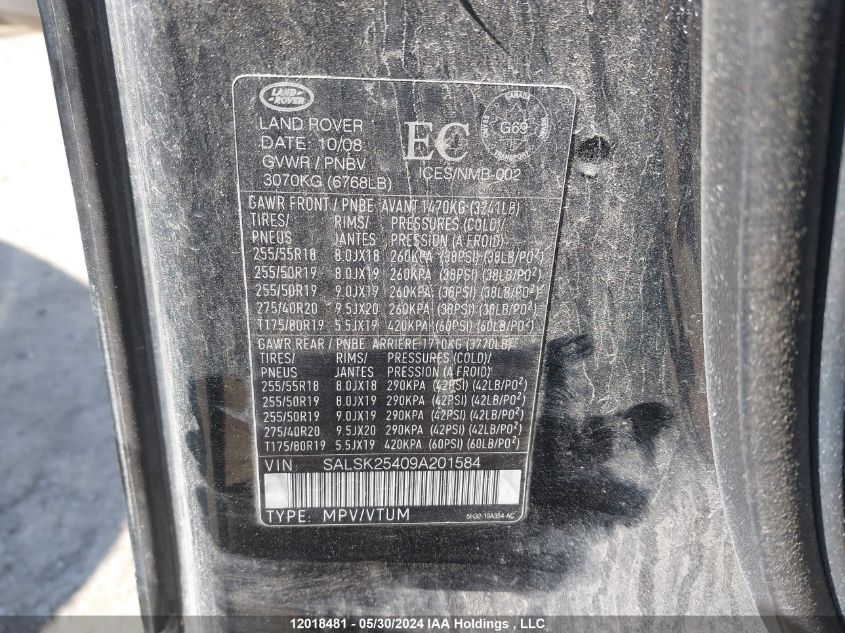 LAND ROVER
LAND ROVER
DATE: 10/08
GVWR / PNBV
3070KG (6768LB)
EC
ICES/NMB-002
CANADA
G69
TRANSPORT
GAWR FRONT / PNBE AVANT 1470KG (3241LB)
TIRES/ RIMS/ PRESSURES (COLD)/
PNEUS JANTES PRESSION (A FROID)
255/55R18 8.0JX18 260KPA (38PSI) (38LB/PO²)
255/50R19 8.0JX19 260KPA (38PSI) (38LB/PO²)
255/50R19 9.0JX19 260KPA (38PSI) (38LB/PO²)
275/40R20 9.5JX20 260KPA (38PSI) (38LB/PO²)
T175/80R19 5.5JX19 420KPA (60PSI) (60LB/PO²)
GAWR REAR / PNBE ARRIERE 1710KG (3770LB)
TIRES/ RIMS/ PRESSURES (COLD)/
PNEUS JANTES PRESSION (A FROID)
255/55R18 8.0JX18 290KPA (42PSI) (42LB/PO²)
255/50R19 8.0JX19 290KPA (42PSI) (42LB/PO²)
255/50R19 9.0JX19 290KPA (42PSI) (42LB/PO²)
275/40R20 9.5JX20 290KPA (42PSI) (42LB/PO²)
T175/80R19 5.5JX19 420KPA (60PSI) (60LB/PO²)
VIN SALSK25409A201584
TYPE: MPV/VTUM 5H32-19A354-AC
12018481 - 05/30/2024 IAA Holdings, LLC